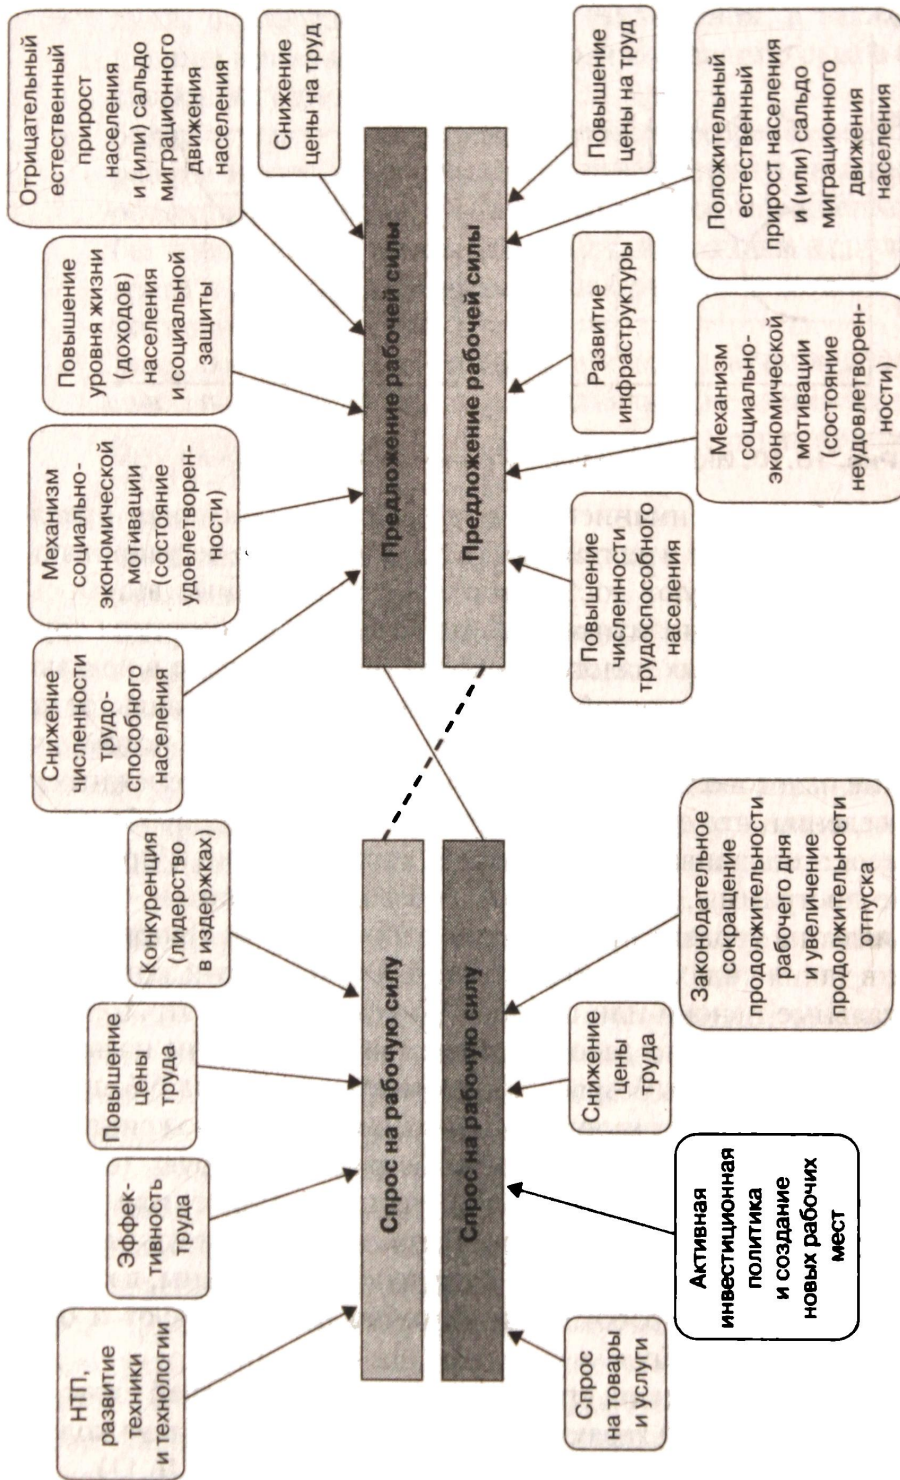 НТП,
развитие
техники
и технологии
Эффек-
тивность
труда
Повышение
цены
труда
Конкуренция
(лидерство
в издержках)
Снижение
численности
трудо-
способного
населения
Механизм
социально-
экономической
мотивации
(состояние
удовлетворен-
ности)
Повышение
уровня жизни
(доходов)
населения
и социальной
защиты
Отрицательный
естественный
прирост
населения
и (или) сальдо
миграционного
движения
населения
Снижение
цены на труд
Спрос на рабочую силу
Предложение рабочей силы
Спрос на рабочую силу
Предложение рабочей силы
Спрос
на товары
и услуги
Активная
инвестиционная
политика
и создание
новых рабочих
мест
Снижение
цены
труда
Законодательное
сокращение
продолжительности
рабочего дня
и увеличение
продолжительности
отпуска
Повышение
численности
трудоспособного
населения
Механизм
социально-
экономической
мотивации
(состояние
неудовлетворен-
ности)
Развитие
инфраструктуры
Положительный
естественный
прирост населения
и (или) сальдо
миграционного
движения
населения
Повышение
цены на труд